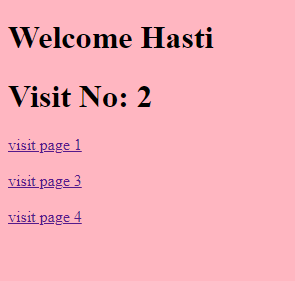 Welcome Hasti
Visit No: 2
visit page 1
visit page 3
visit page 4